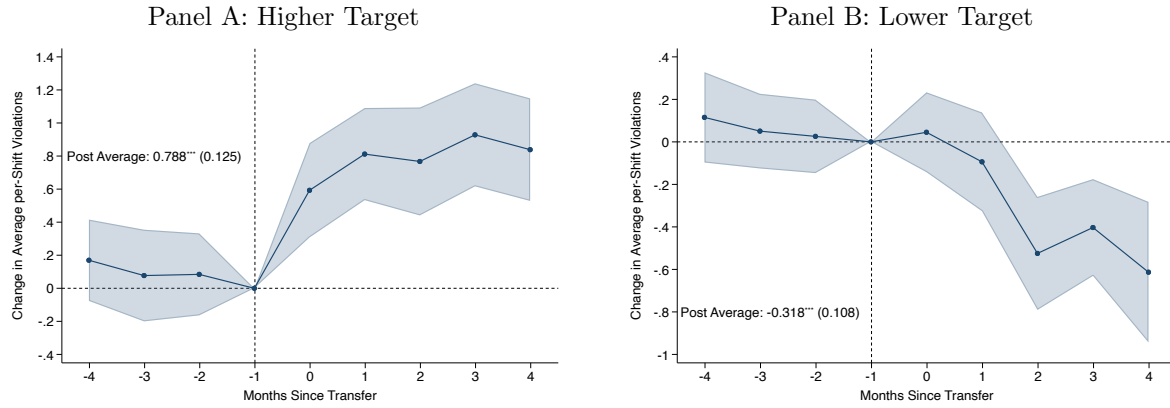 Panel A: Higher Target
Change in Average per-Shift Violations
1.4
1.2
1
.8
.6
.4
.2
0
-.2
-.4
Post Average: 0.788*** (0.125)
-4 -3 -2 -1 0 1 2 3 4
Months Since Transfer
Panel B: Lower Target
Change in Average per-Shift Violations
.4
.2
0
-.2
-.4
-.6
-.8
-1
Post Average: -0.318*** (0.108)
-4 -3 -2 -1 0 1 2 3 4
Months Since Transfer